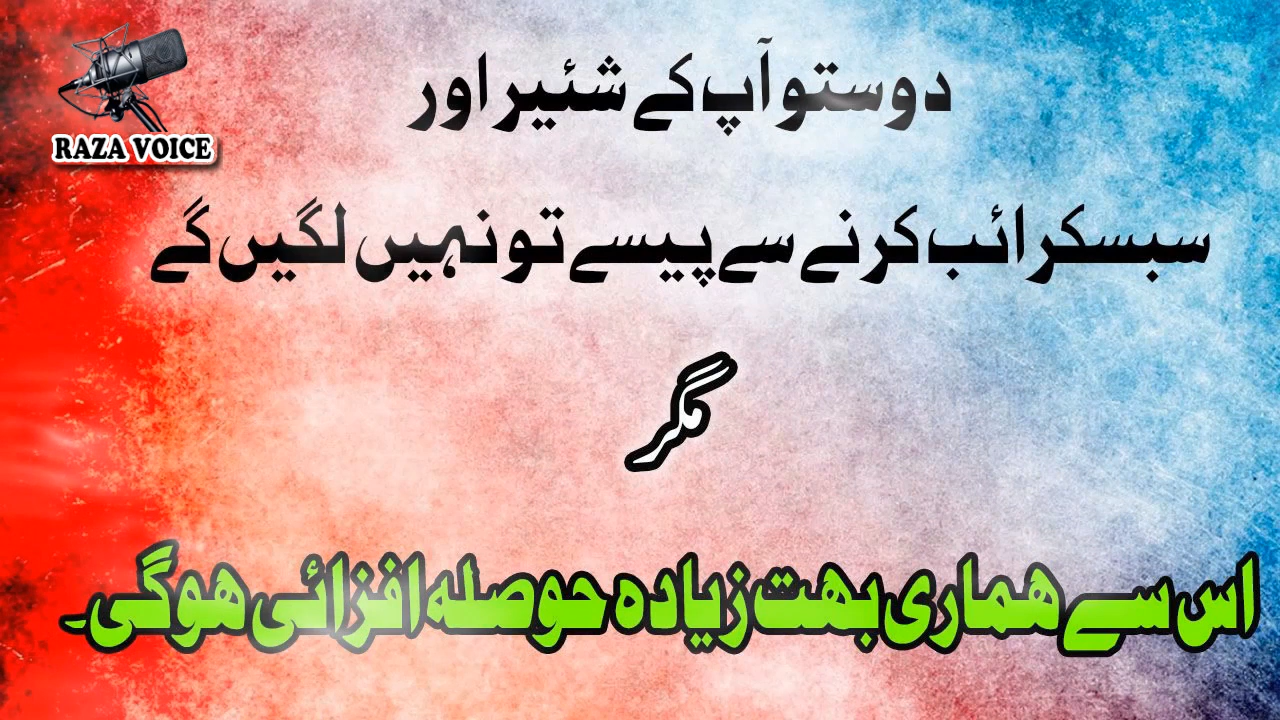 RAZA VOICE
دوستو آپ کے شئیر اور
سبسکرائب کرنے سے پیسے تو نہیں لگیں گے
مگر
اس سے ھماری بھت زیادہ حوصلہ افزائی ھوگی۔